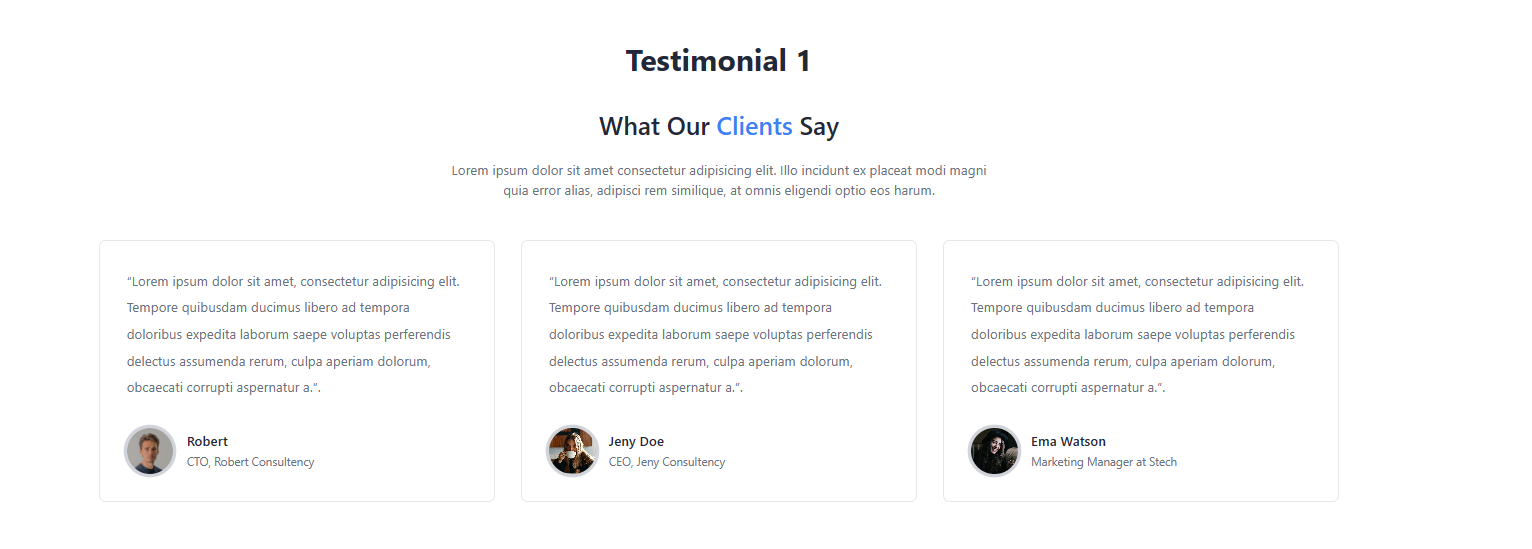 Testimonial 1
What Our Clients Say
Lorem ipsum dolor sit amet consectetur adipisicing elit. Illo incidunt ex placeat modi magni
quia error alias, adipisci rem similique, at omnis eligendi optio eos harum.
“Lorem ipsum dolor sit amet, consectetur adipisicing elit.
Tempore quibusdam ducimus libero ad tempora
doloribus expedita laborum saepe voluptas perferendis
delectus assumenda rerum, culpa aperiam dolorum,
obcaecati corrupti aspernatur a.”.
Robert
CTO, Robert Consultency
“Lorem ipsum dolor sit amet, consectetur adipisicing elit.
Tempore quibusdam ducimus libero ad tempora
doloribus expedita laborum saepe voluptas perferendis
delectus assumenda rerum, culpa aperiam dolorum,
obcaecati corrupti aspernatur a.”.
Jeny Doe
CEO, Jeny Consultency
“Lorem ipsum dolor sit amet, consectetur adipisicing elit.
Tempore quibusdam ducimus libero ad tempora
doloribus expedita laborum saepe voluptas perferendis
delectus assumenda rerum, culpa aperiam dolorum,
obcaecati corrupti aspernatur a.”.
Ema Watson
Marketing Manager at Stech